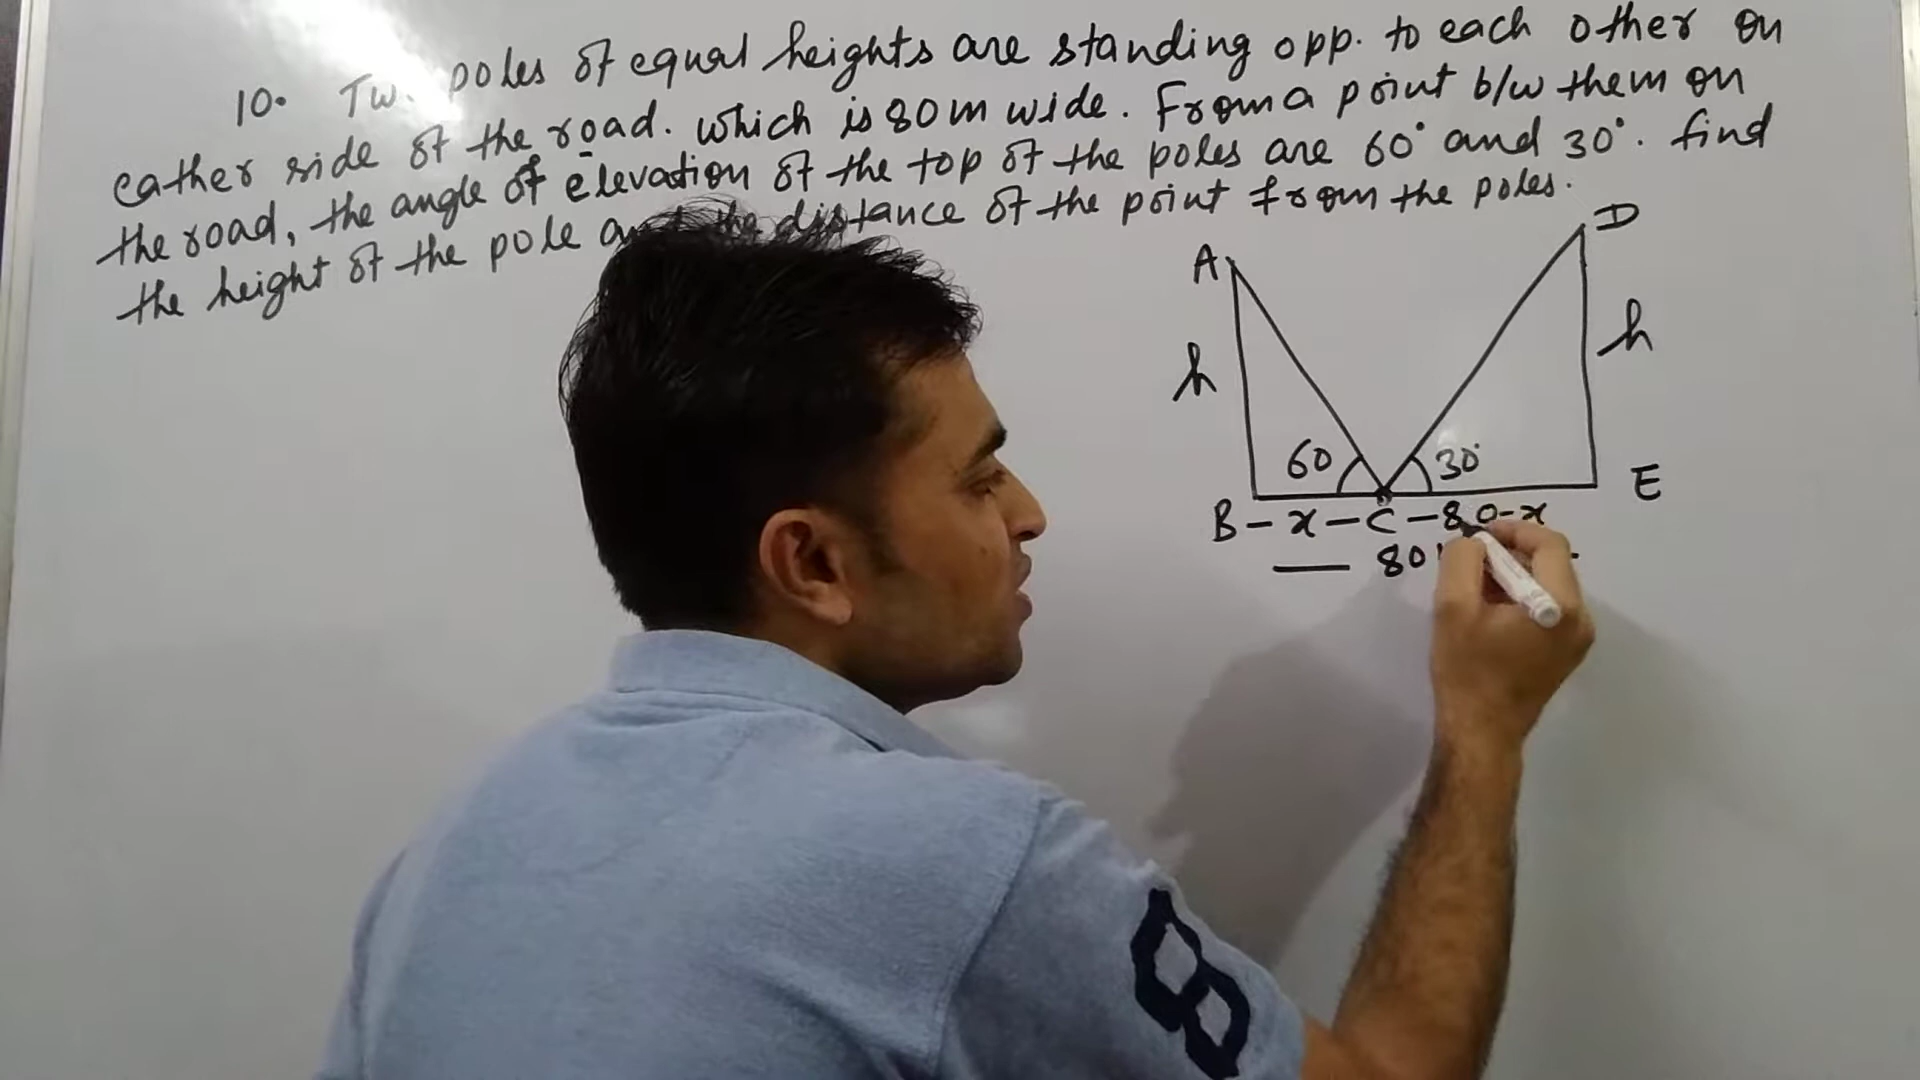 10. Tw poles of equal heights are standing opp. to each other on
eather side of the road. which is 80m wide. From a point b/w them on
the road, the angle of elevation of the top of the poles are 60° and 30°. find
the height of the pole and the distance of the point from the poles.
D
A
h
h
60
30°
E
B - x - C - 80-x
80
8